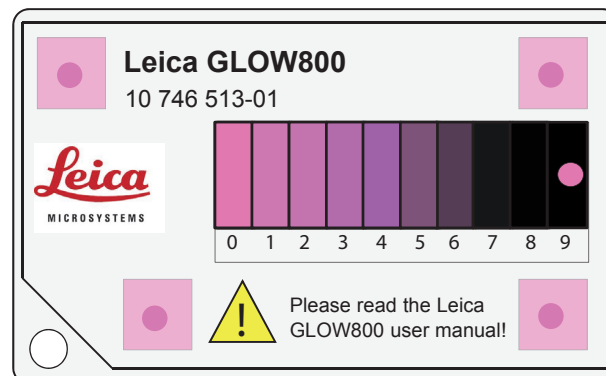 Leica GLOW800
10 746 513-01
Leica
MICROSYSTEMS
0 1 2 3 4 5 6 7 8 9
!
Please read the Leica
GLOW800 user manual!